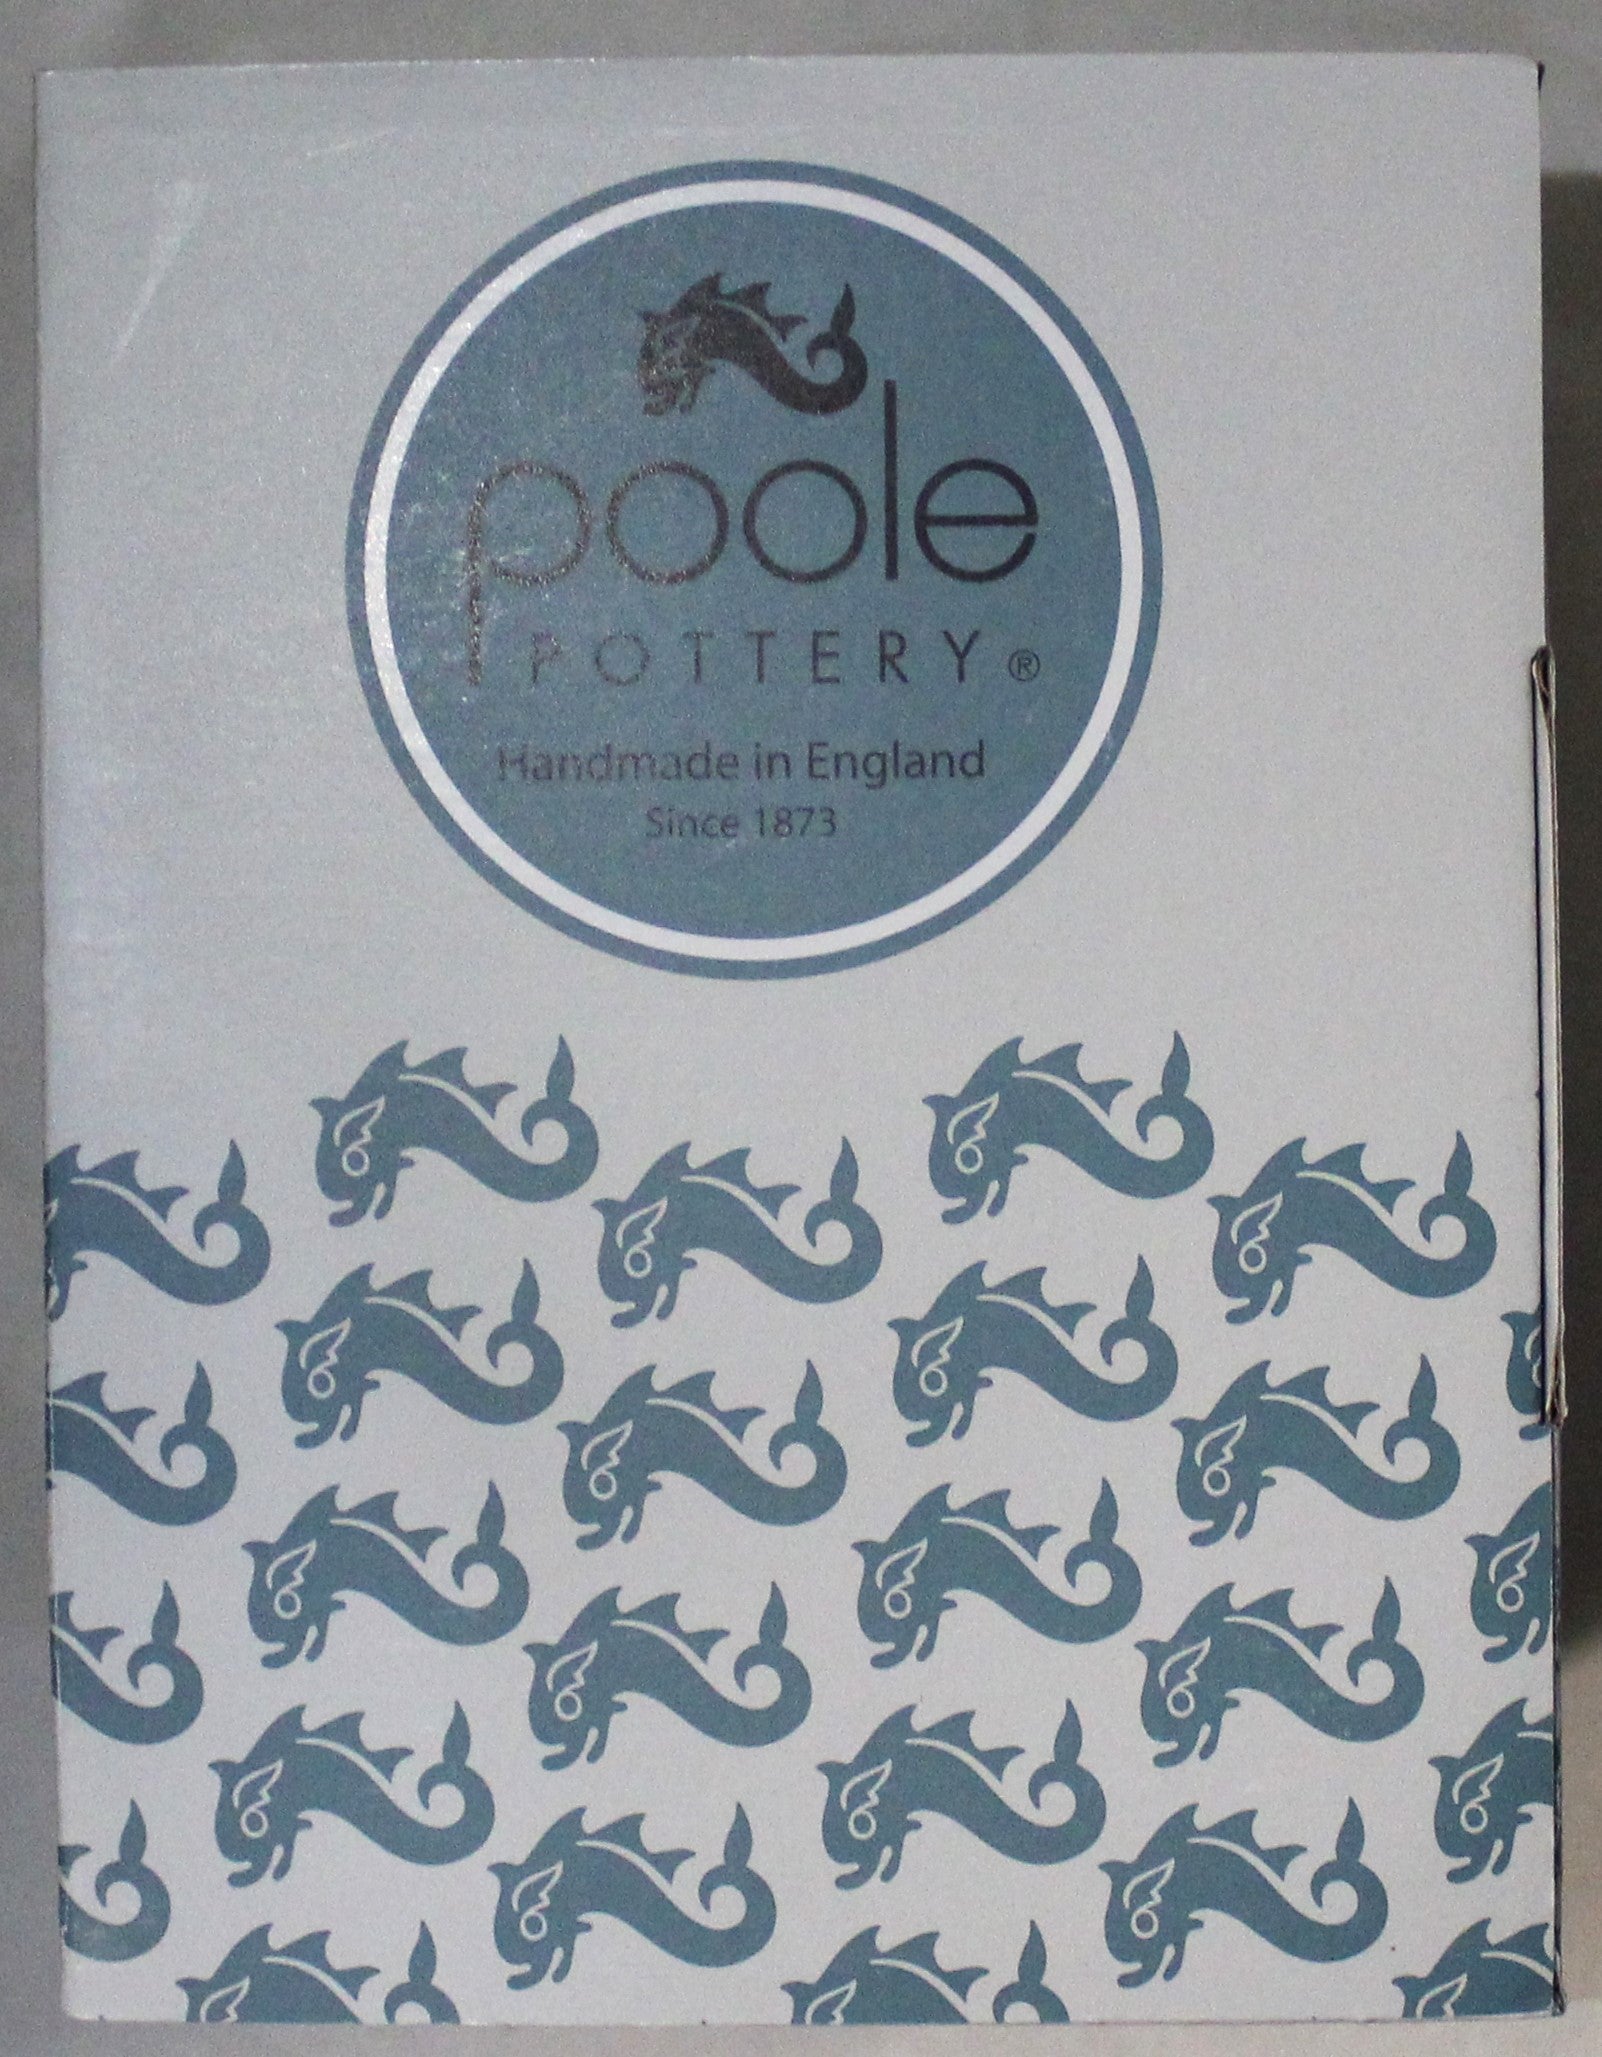 poole
POTTERY®
Handmade in England
Since 1873